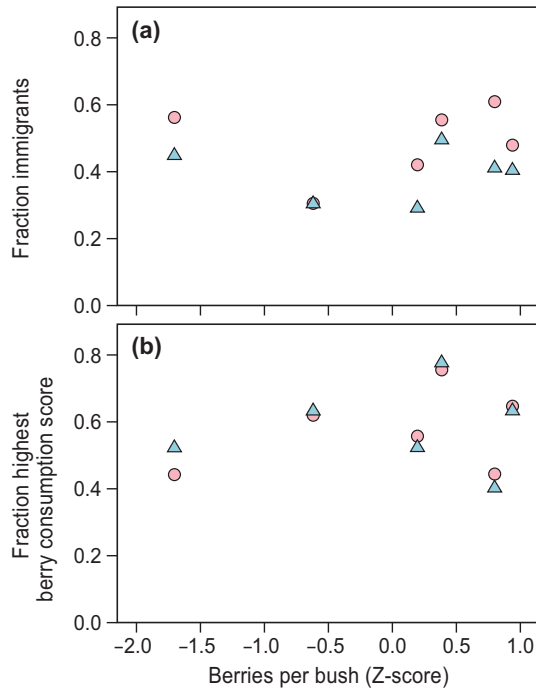 (a)
0.8
0.6
0.4
0.2
0.0
Fraction immigrants
(b)
0.8
0.6
0.4
0.2
0.0
Fraction highest
berry consumption score
−2.0 −1.5 −1.0 −0.5 0.0 0.5 1.0
Berries per bush (Z-score)